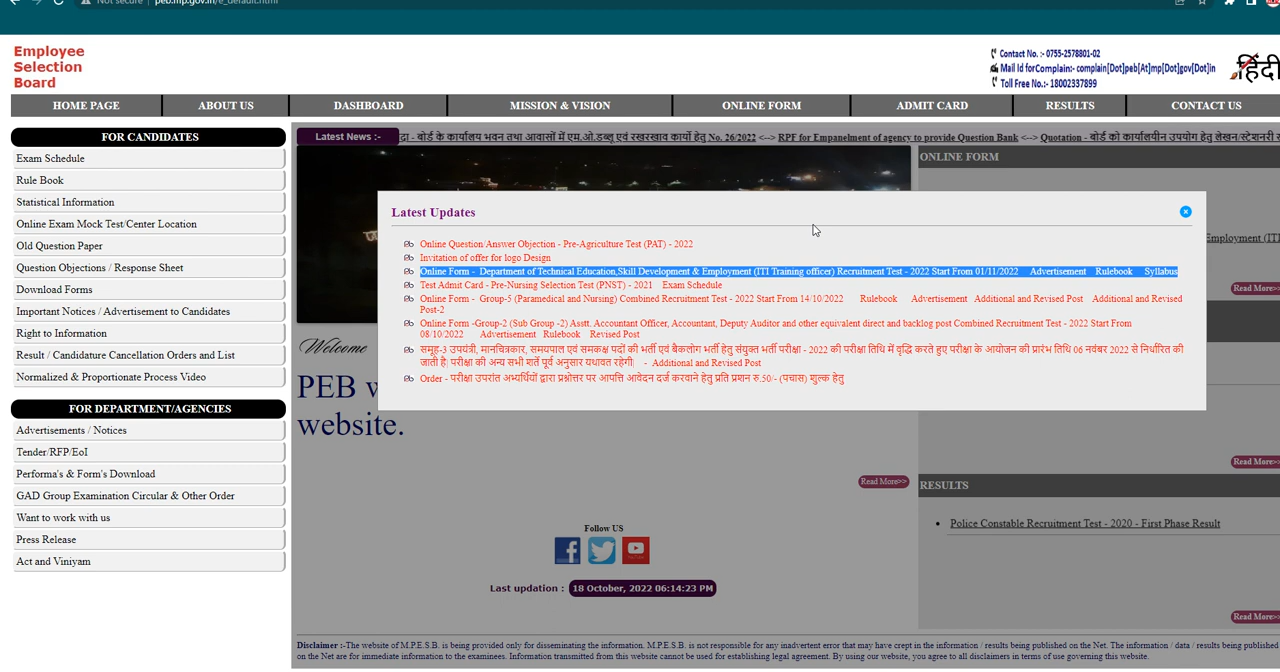 Not secure | peb.mp.gov.in/e_default.html
Employee
Selection
Board
Contact No. :- 0755-2578801-02
Mail Id forComplain:- complain[Dot]peb[At]mp[Dot]gov[Dot]in
Toll Free No.:- 18002337899
हिंदी
HOME PAGE ABOUT US DASHBOARD MISSION & VISION ONLINE FORM ADMIT CARD RESULTS CONTACT US
FOR CANDIDATES
Exam Schedule
Rule Book
Statistical Information
Online Exam Mock Test/Center Location
Old Question Paper
Question Objections / Response Sheet
Download Forms
Important Notices / Advertisement to Candidates
Right to Information
Result / Candidature Cancellation Orders and List
Normalized & Proportionate Process Video
FOR DEPARTMENT/AGENCIES
Advertisements / Notices
Tender/RFP/EoI
Performa's & Form's Download
GAD Group Examination Circular & Other Order
Want to work with us
Press Release
Act and Viniyam
Latest News :- बोर्ड के कार्यालय भवन तथा आवासों में एम.ओ.डब्लू एवं रखरखाव कार्यो हेतु No. 26/2022 <--> RPF for Empanelment of agency to provide Question Bank <--> Quotation - बोर्ड को कार्यालयीन उपयोग हेतु लेखन/स्टेशनरी
ONLINE FORM
Latest Updates
Online Question/Answer Objection - Pre-Agriculture Test (PAT) - 2022
Invitation of offer for logo Design
Online Form - Department of Technical Education,Skill Development & Employment (ITI Training officer) Recruitment Test - 2022 Start From 01/11/2022 Advertisement Rulebook Syllabus
Test Admit Card - Pre-Nursing Selection Test (PNST) - 2021 Exam Schedule
Online Form - Group-5 (Paramedical and Nursing) Combined Recruitment Test - 2022 Start From 14/10/2022 Rulebook Advertisement Additional and Revised Post Additional and Revised
Post-2
Online Form -Group-2 (Sub Group -2) Asstt. Accountant Officer, Accountant, Deputy Auditor and other equivalent direct and backlog post Combined Recruitment Test - 2022 Start From
08/10/2022 Advertisement Rulebook Revised Post
समूह-3 उपयंत्री, मानचित्रकार, समयपाल एवं समकक्ष पदों की भर्ती एवं बैकलोग भर्ती हेतु संयुक्त भर्ती परीक्षा - 2022 की परीक्षा तिथि में वृद्धि करते हुए परीक्षा के आयोजन की प्रारंभ तिथि 06 नवंबर 2022 से निर्धारित की
जाती है| परीक्षा की अन्य सभी शर्ते पूर्व अनुसार यथावत रहेगी| - Additional and Revised Post
Order - परीक्षा उपरांत अभ्यर्थियों द्वारा प्रश्नोत्तर पर आपत्ति आवेदन दर्ज करवाने हेतु प्रति प्रशन रु.50/- (पचास) शुल्क हेतु
Employment (ITI
Read More>>
Welcome
PEB w
website.
Read More>>
Read More>>
RESULTS
Police Constable Recruitment Test - 2020 - First Phase Result
Follow US
Last updation : 18 October, 2022 06:14:23 PM
Read More>>
Disclaimer :-The website of M.P.E.S.B. is being provided only for disseminating the information. M.P.E.S.B. is not responsible for any inadvertent error that may have crept in the information / results being published on the Net. The information / data / results being published
on the Net are for immediate information to the examinees. Information transmitted from this website cannot be used for establishing legal agreement. By using our website, you agree to all disclaimers in terms of use governing this website.